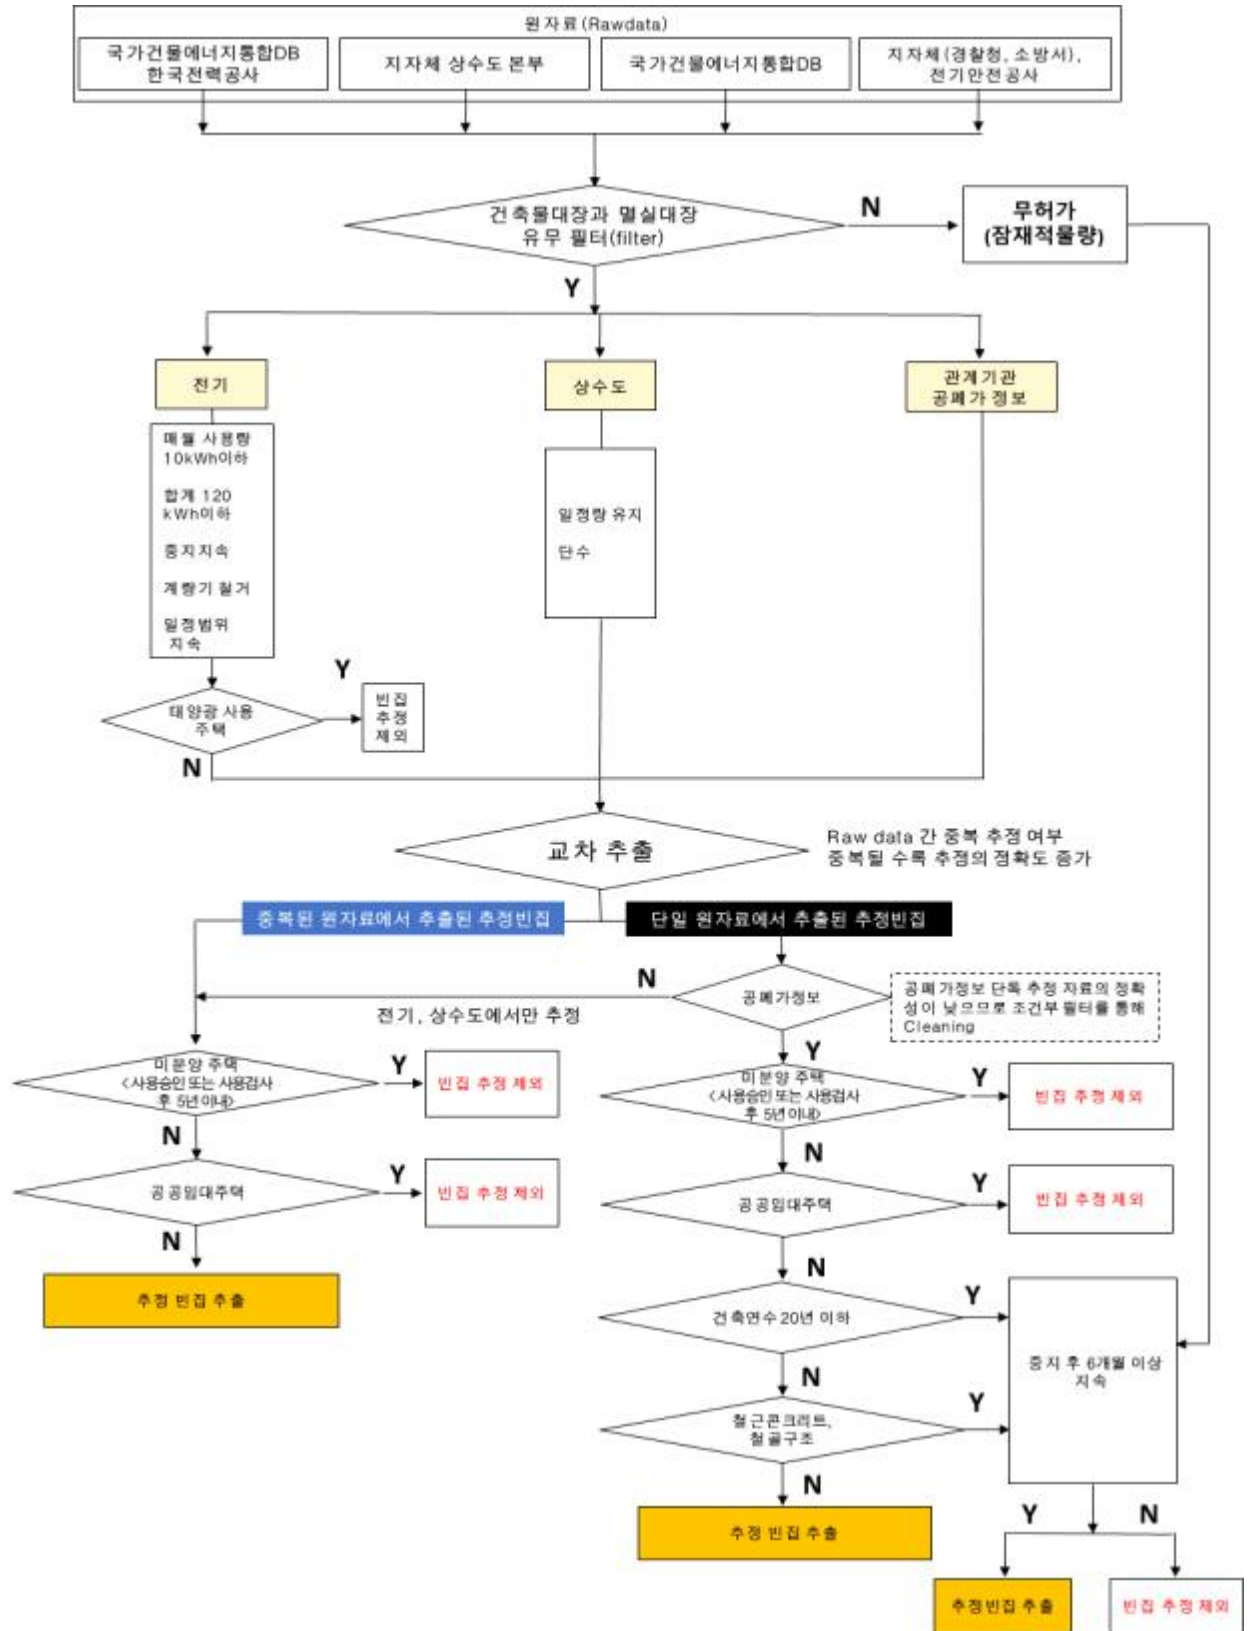 원자료(Rawdata)
국가건물에너지통합DB
한국전력공사
지자체 상수도 본부
국가건물에너지통합DB
지자체(경찰청, 소방서),
전기안전공사
건축물대장과 멸실대장
유무 필터(filter)
N
무허가
(잠재적물량)
Y
전기
상수도
관계기관
공폐가 정보
매월 사용량
10kWh이하
합계 120
kWh이하
중지지속
계량기 철거
일정범위
지속
일정량 유지
단수
Y
태양광 사용
주택
빈집
추정
제외
N
교차 추출
Raw data 간 중복 추정 여부
중복될 수록 추정의 정확도 증가
중복된 원자료에서 추출된 추정빈집
단일 원자료에서 추출된 추정빈집
N
공폐가정보
공폐가정보 단독 추정 자료의 정확
성이 낮으므로 조건부 필터를 통해
Cleaning
전기, 상수도에서만 추정
Y
미분양 주택
<사용승인 또는 사용검사
후 5년이내>
Y
빈집 추정 제외
미분양 주택
<사용승인 또는 사용검사
후 5년이내>
Y
빈집 추정 제외
N
N
공공임대주택
Y
빈집 추정 제외
공공임대주택
Y
빈집 추정 제외
N
N
추정 빈집 추출
건축연수 20년 이하
Y
중지 후 6개월 이상
지속
N
철근콘크리트,
철골구조
Y
N
추정 빈집 추출
Y
N
추정빈집 추출
빈집 추정 제외